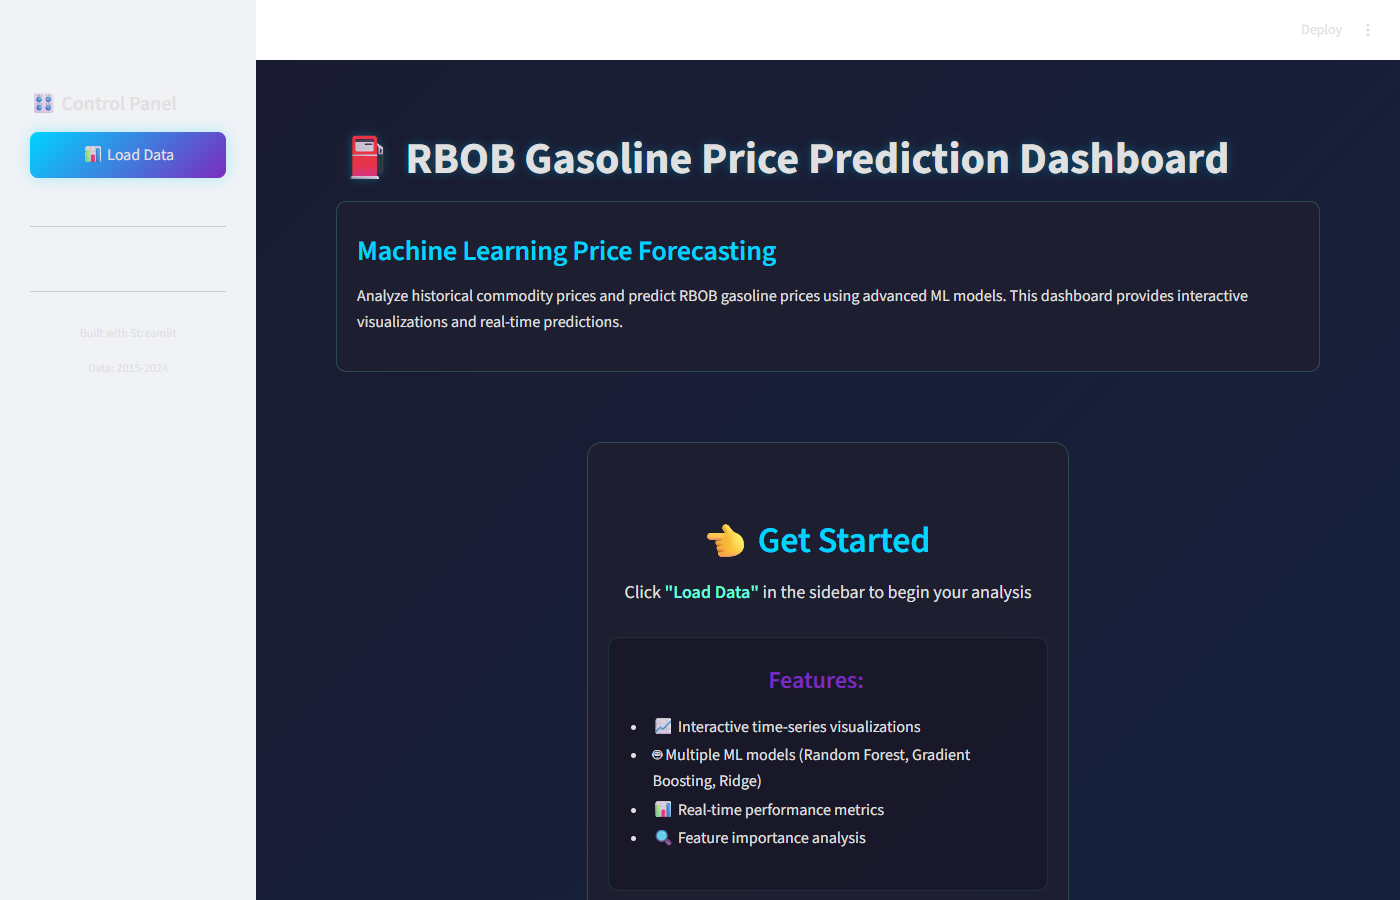 Deploy
Control Panel
Load Data
Built with Streamlit
Data: 2015-2024
RBOB Gasoline Price Prediction Dashboard
Machine Learning Price Forecasting
Analyze historical commodity prices and predict RBOB gasoline prices using advanced ML models. This dashboard provides interactive
visualizations and real-time predictions.
Get Started
Click "Load Data" in the sidebar to begin your analysis
Features:
Interactive time-series visualizations
Multiple ML models (Random Forest, Gradient
Boosting, Ridge)
Real-time performance metrics
Feature importance analysis